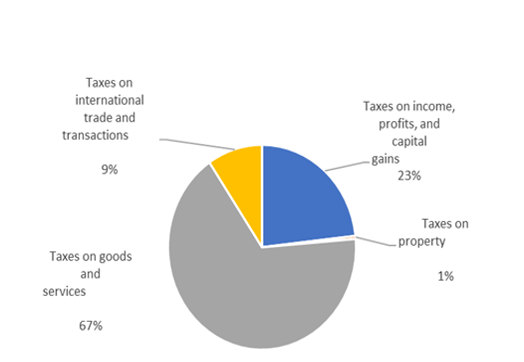 Taxes on
international
trade and
transactions
9%
Taxes on income,
profits, and
capital
gains
23%
Taxes on
property
1%
Taxes on goods
and
services
67%